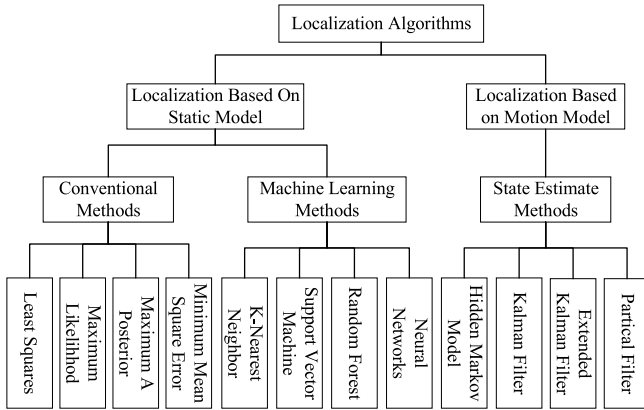 Localization Algorithms
Localization Based On
Static Model
Localization Based
on Motion Model
Conventional
Methods
Machine Learning
Methods
State Estimate
Methods
Least Squares
Maximum
Likelihhod
Maximum A
Posterior
Minimum Mean
Square Error
K-Nearest
Neighbor
Support Vector
Machine
Random Forest
Neural
Networks
Hidden Markov
Model
Kalman Filter
Extended
Kalman Filter
Partical Filter